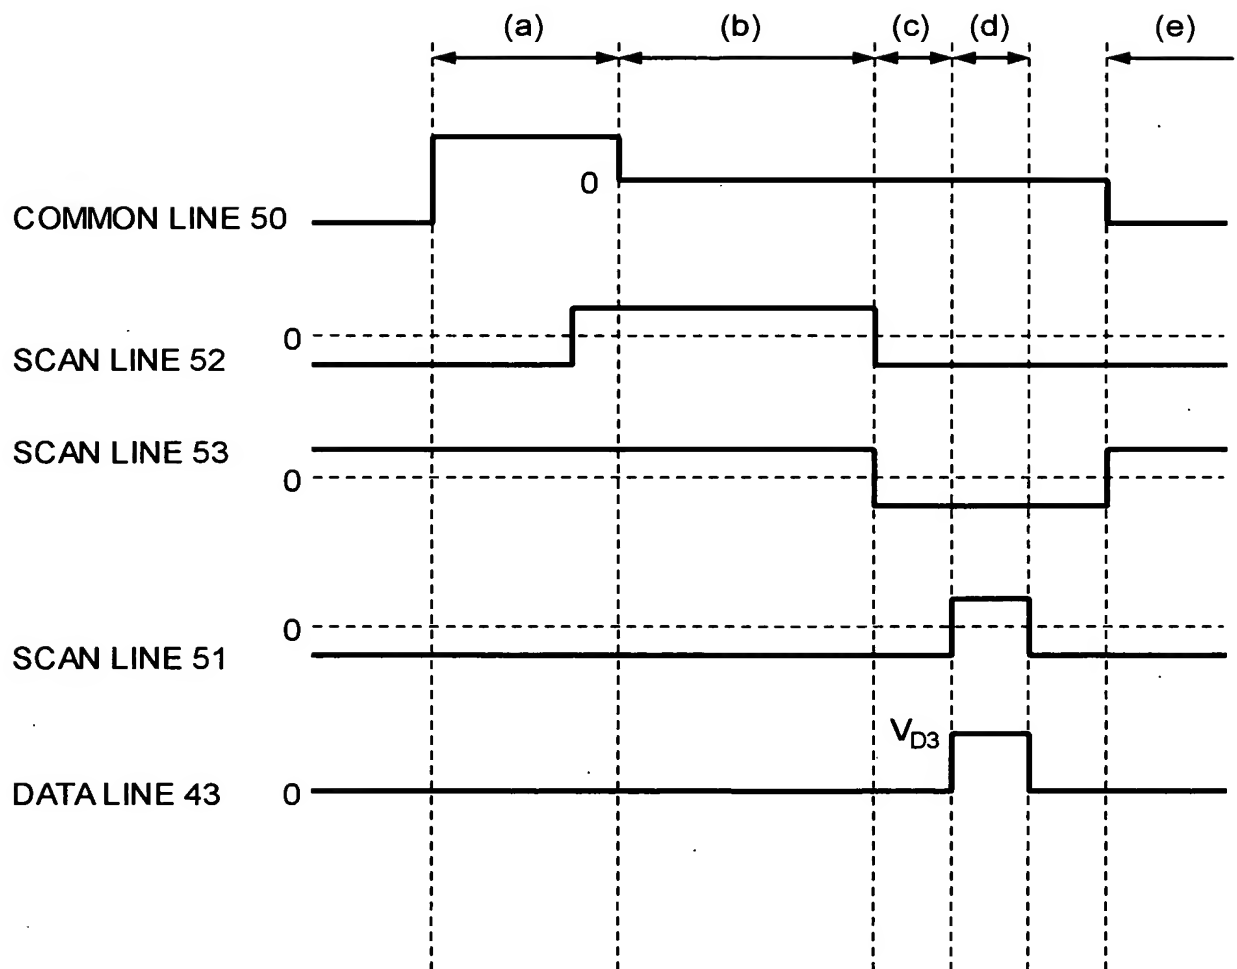 (a) (b) (c) (d) (e)
0
COMMON LINE 50
0
SCAN LINE 52
SCAN LINE 53
0
0
SCAN LINE 51
VD3
DATA LINE 43 0